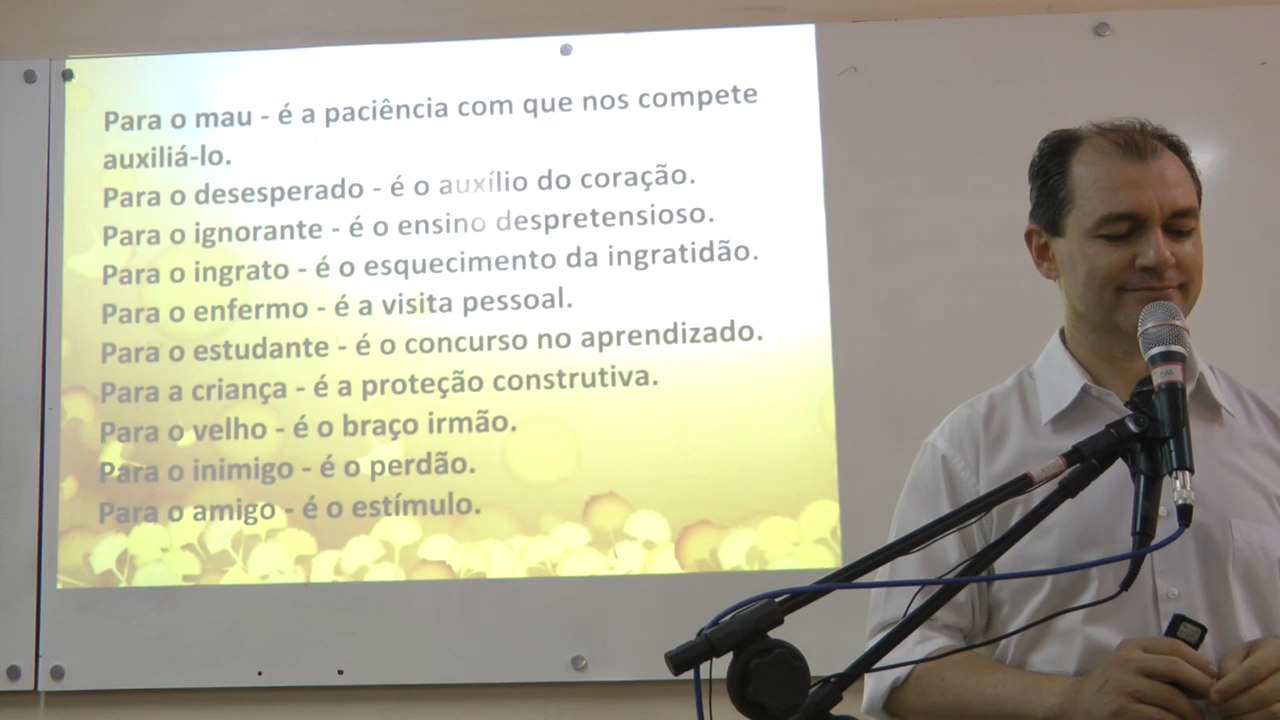 Para o mau - é a paciência com que nos compete
auxiliá-lo.
Para o desesperado - é o auxílio do coração.
Para o ignorante - é o ensino despretensioso.
Para o ingrato - é o esquecimento da ingratidão.
Para o enfermo - é a visita pessoal.
Para o estudante - é o concurso no aprendizado.
Para a criança - é a proteção construtiva.
Para o velho - é o braço irmão.
Para o inimigo - é o perdão.
Para o amigo - é o estímulo.